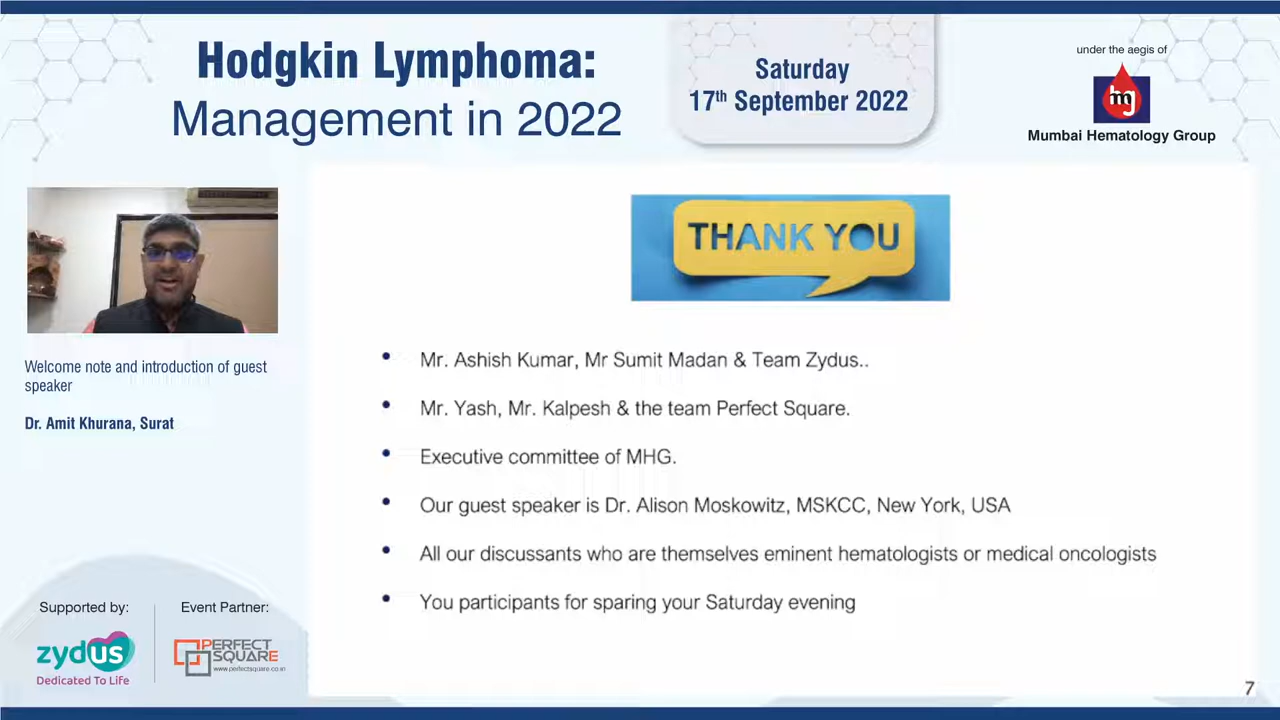 Hodgkin Lymphoma:
Management in 2022
Saturday
17th September 2022
under the aegis of
mg
Mumbai Hematology Group
THANK YOU
Welcome note and introduction of guest
speaker
Dr. Amit Khurana, Surat
• Mr. Ashish Kumar, Mr Sumit Madan & Team Zydus..
• Mr. Yash, Mr. Kalpesh & the team Perfect Square.
• Executive committee of MHG.
• Our guest speaker is Dr. Alison Moskowitz, MSKCC, New York, USA
• All our discussants who are themselves eminent hematologists or medical oncologists
• You participants for sparing your Saturday evening
Supported by:
zydus
Dedicated To Life
Event Partner:
PERFECT
SQUARE
www.perfectsquare.co.in
7